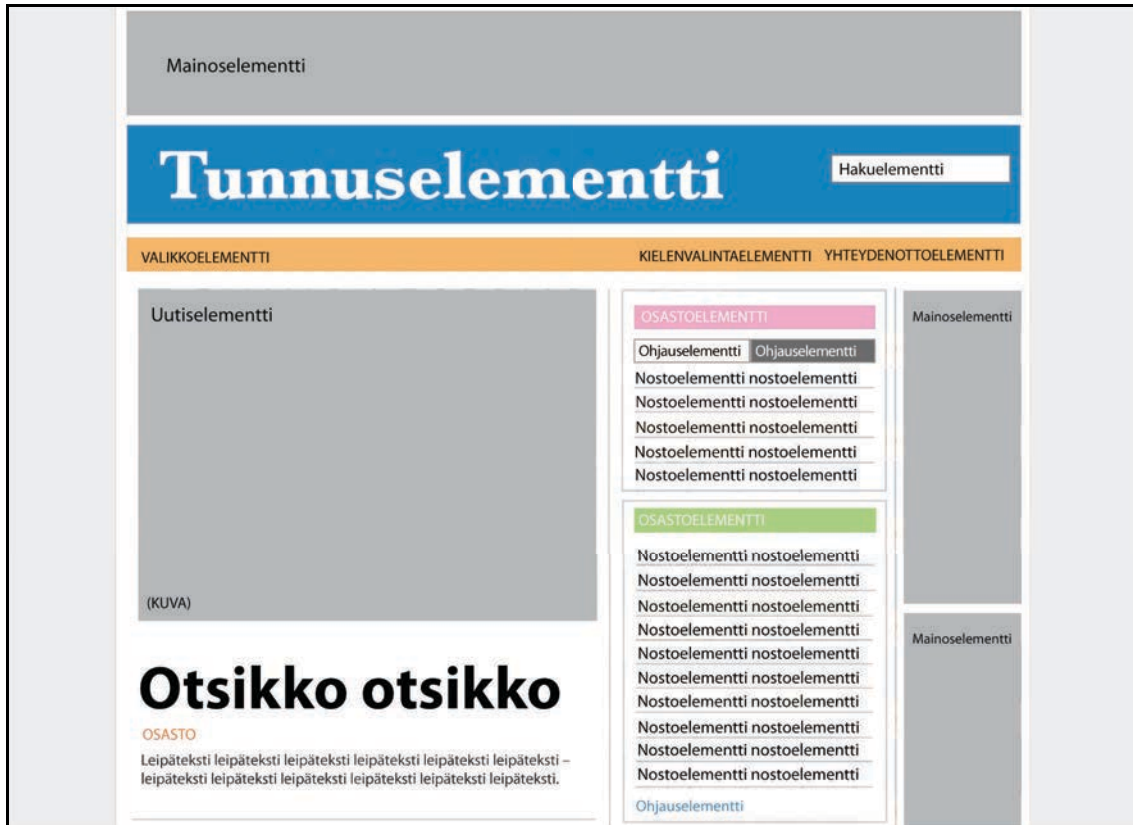 Mainoselementti
Tunnuselementti
Hakuelementti
VALIKKOELEMENTTI
KIELENVALINTAELEMENTTI
YHTEYDENOTTOELEMENTTI
Uutiselementti
(KUVA)
Otsikko otsikko
OSASTO
Leipäteksti leipäteksti leipäteksti leipäteksti leipäteksti leipäteksti –
leipäteksti leipäteksti leipäteksti leipäteksti leipäteksti leipäteksti.
OSASTOELEMENTTI
Ohjauselementti Ohjauselementti
Nostoelementti nostoelementti
Nostoelementti nostoelementti
Nostoelementti nostoelementti
Nostoelementti nostoelementti
Nostoelementti nostoelementti
OSASTOELEMENTTI
Nostoelementti nostoelementti
Nostoelementti nostoelementti
Nostoelementti nostoelementti
Nostoelementti nostoelementti
Nostoelementti nostoelementti
Nostoelementti nostoelementti
Nostoelementti nostoelementti
Nostoelementti nostoelementti
Nostoelementti nostoelementti
Nostoelementti nostoelementti
Ohjauselementti
Mainoselementti
Mainoselementti